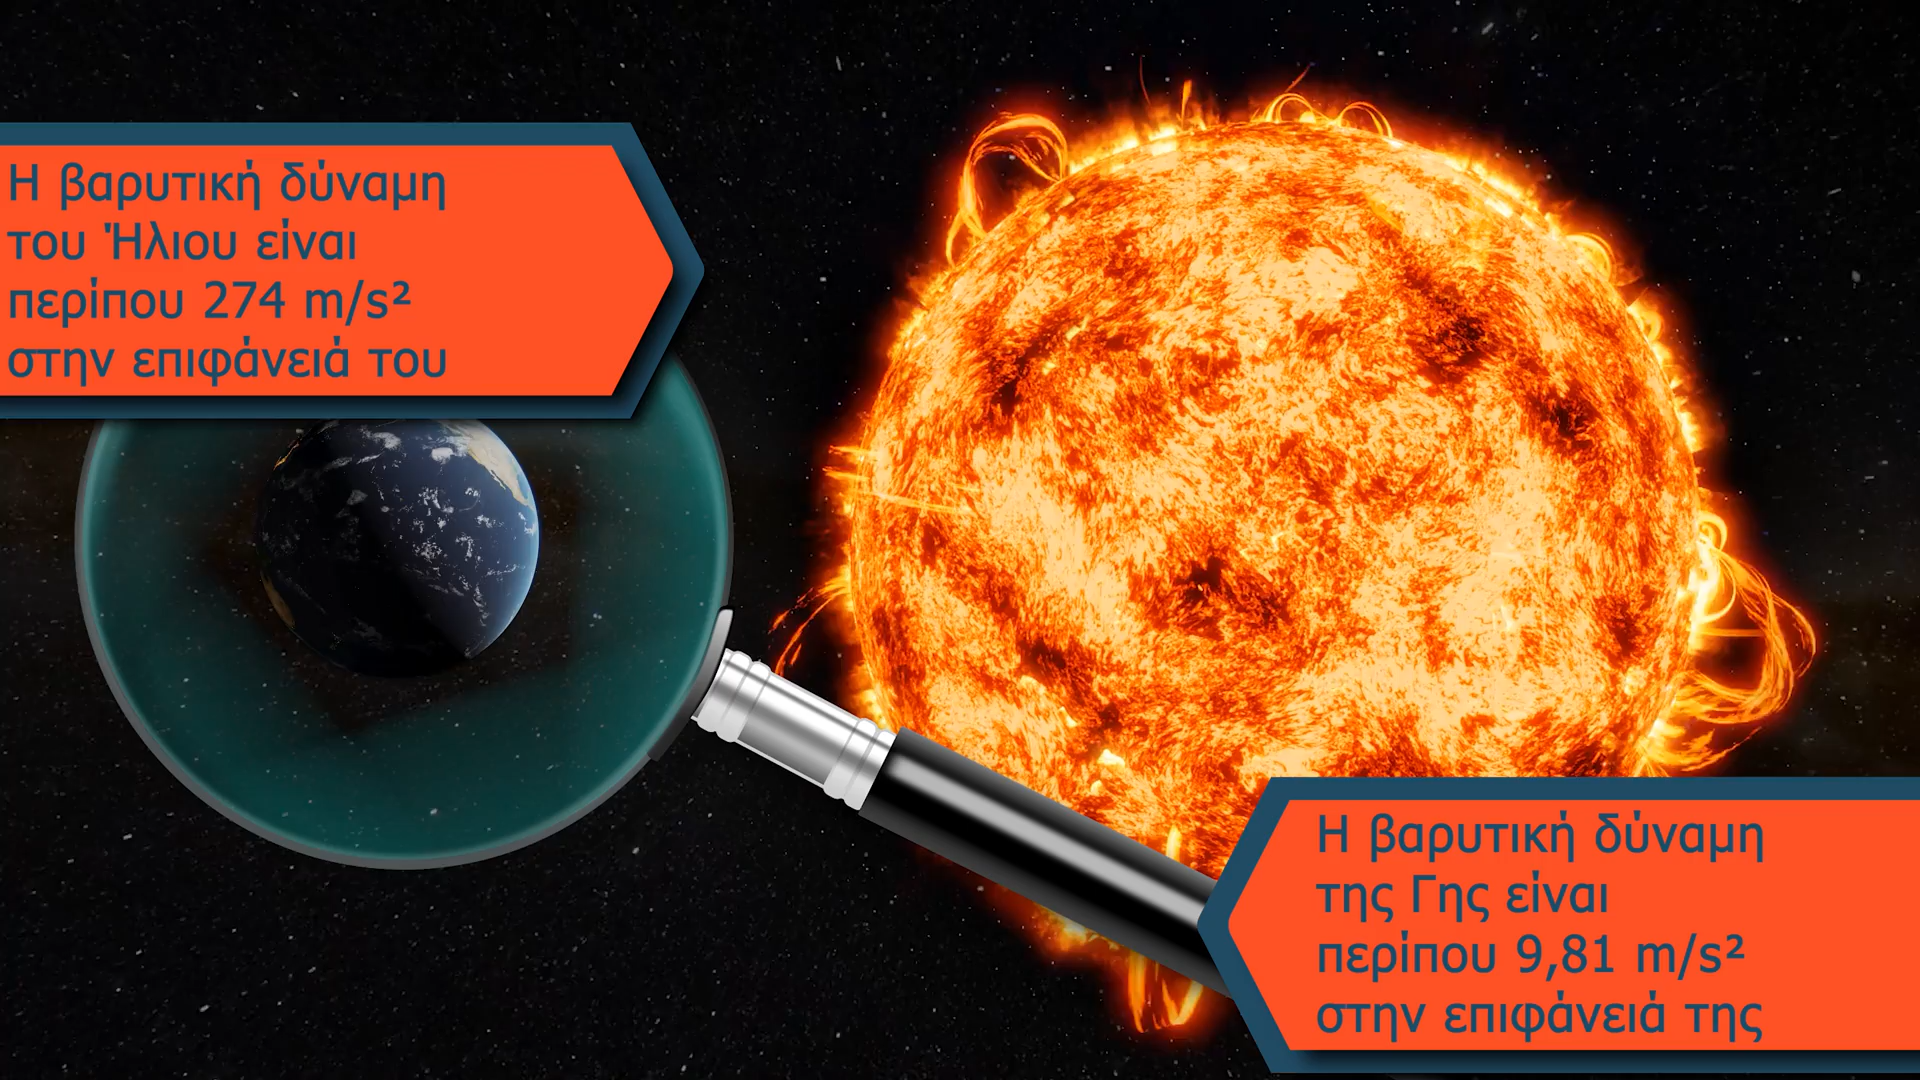 Η βαρυτική δύναμη
του Ήλιου είναι
περίπου 274 m/s²
στην επιφάνειά του
Η βαρυτική δύναμη
της Γης είναι
περίπου 9,81 m/s²
στην επιφάνειά της